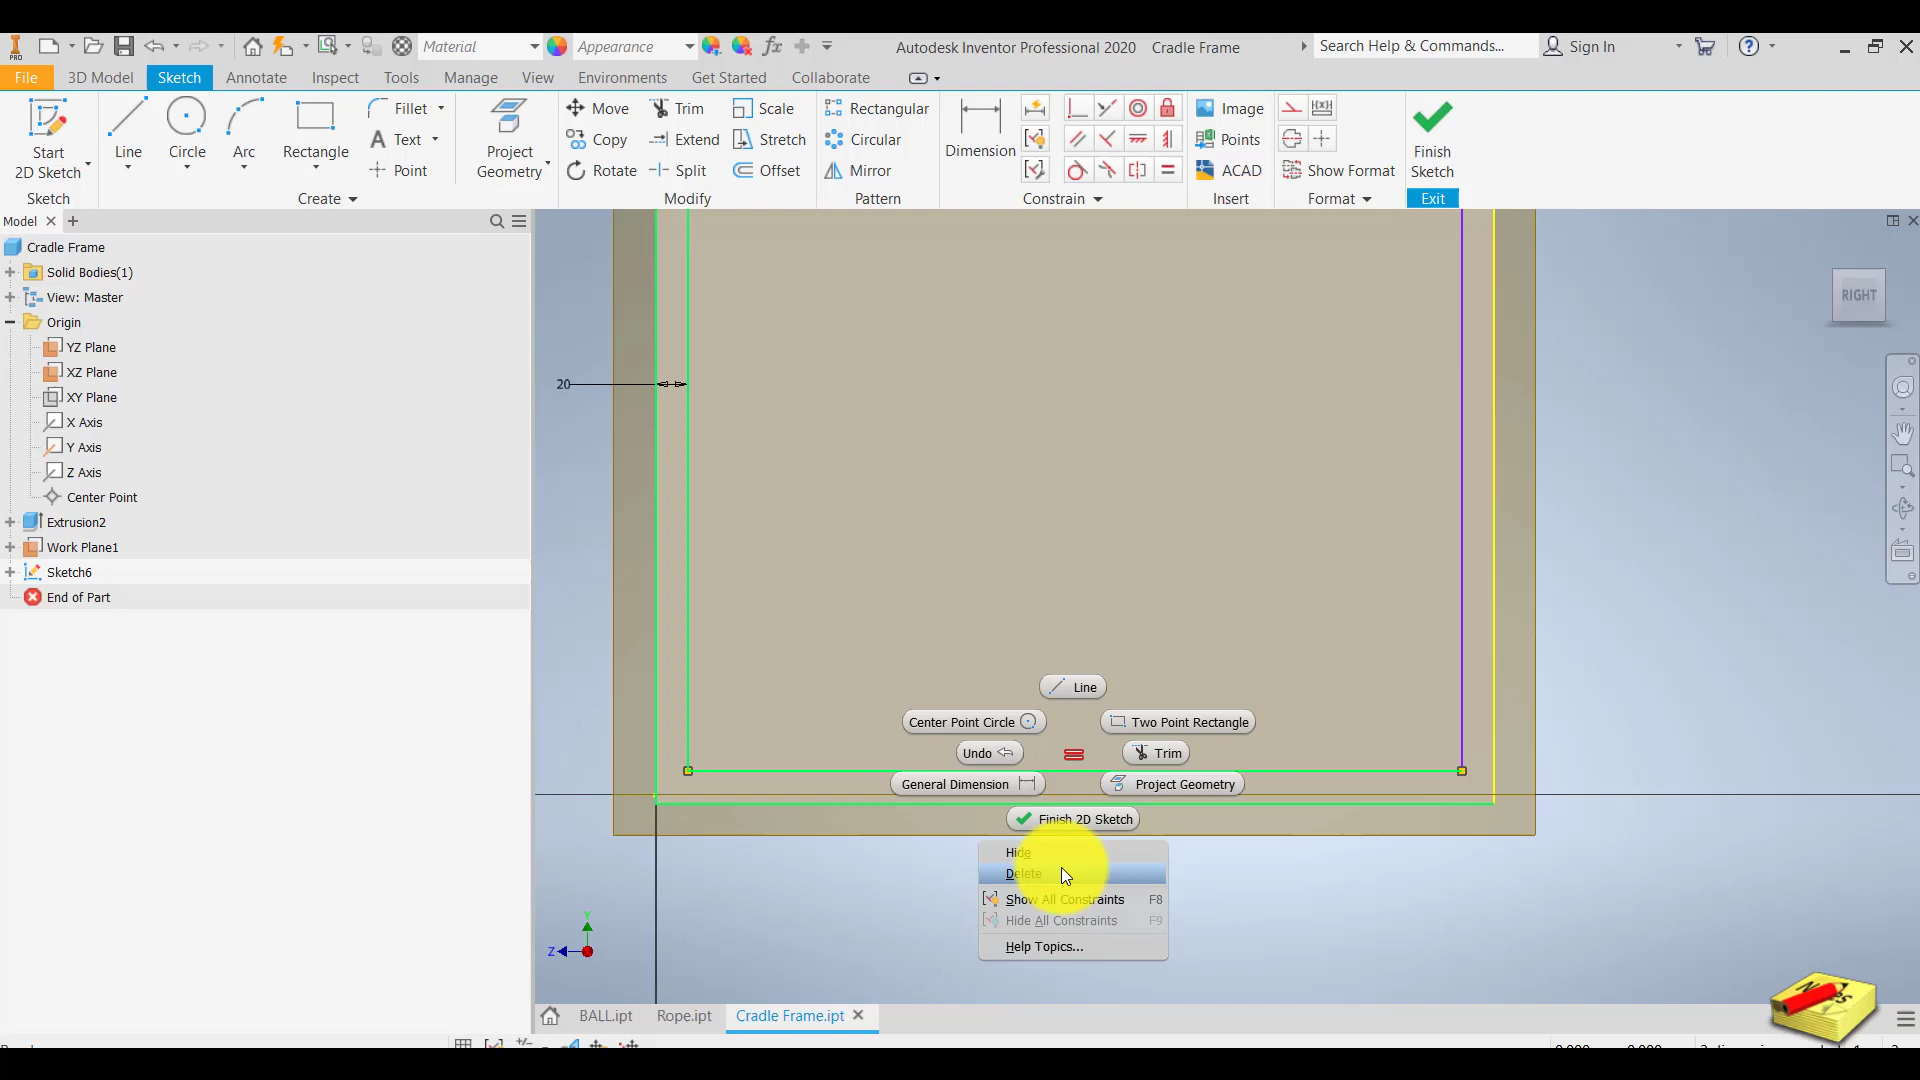 PRO
Material
Appearance
Autodesk Inventor Professional 2020 Cradle Frame
Search Help & Commands...
Sign In
File 3D Model Sketch Annotate Inspect Tools Manage View Environments Get Started Collaborate
Start
2D Sketch
Line
Circle
Arc
Rectangle
Fillet
Text
Point
Project
Geometry
Move
Copy
Rotate
Trim
Extend
Split
Scale
Stretch
Offset
Rectangular
Circular
Mirror
Dimension
Image
Points
ACAD
Show Format
Finish
Sketch
Sketch Create Modify Pattern Constrain Insert Format Exit
Model
Cradle Frame
Solid Bodies(1)
View: Master
Origin
YZ Plane
XZ Plane
XY Plane
X Axis
Y Axis
Z Axis
Center Point
Extrusion2
Work Plane1
Sketch6
End of Part
RIGHT
20
Line
Center Point Circle
Two Point Rectangle
Undo
Trim
General Dimension
Project Geometry
Finish 2D Sketch
Hide
Delete
Show All Constraints F8
Hide All Constraints F9
Help Topics...
Y
Z
BALL.ipt Rope.ipt Cradle Frame.ipt